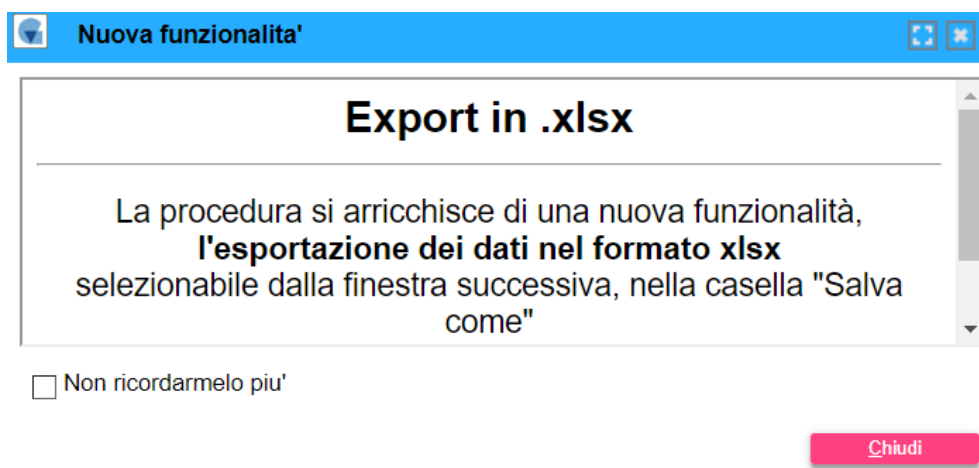 Nuova funzionalita'
Export in .xlsx
La procedura si arricchisce di una nuova funzionalità,
l'esportazione dei dati nel formato xlsx
selezionabile dalla finestra successiva, nella casella "Salva
come"
Non ricordarmelo piu'
Chiudi